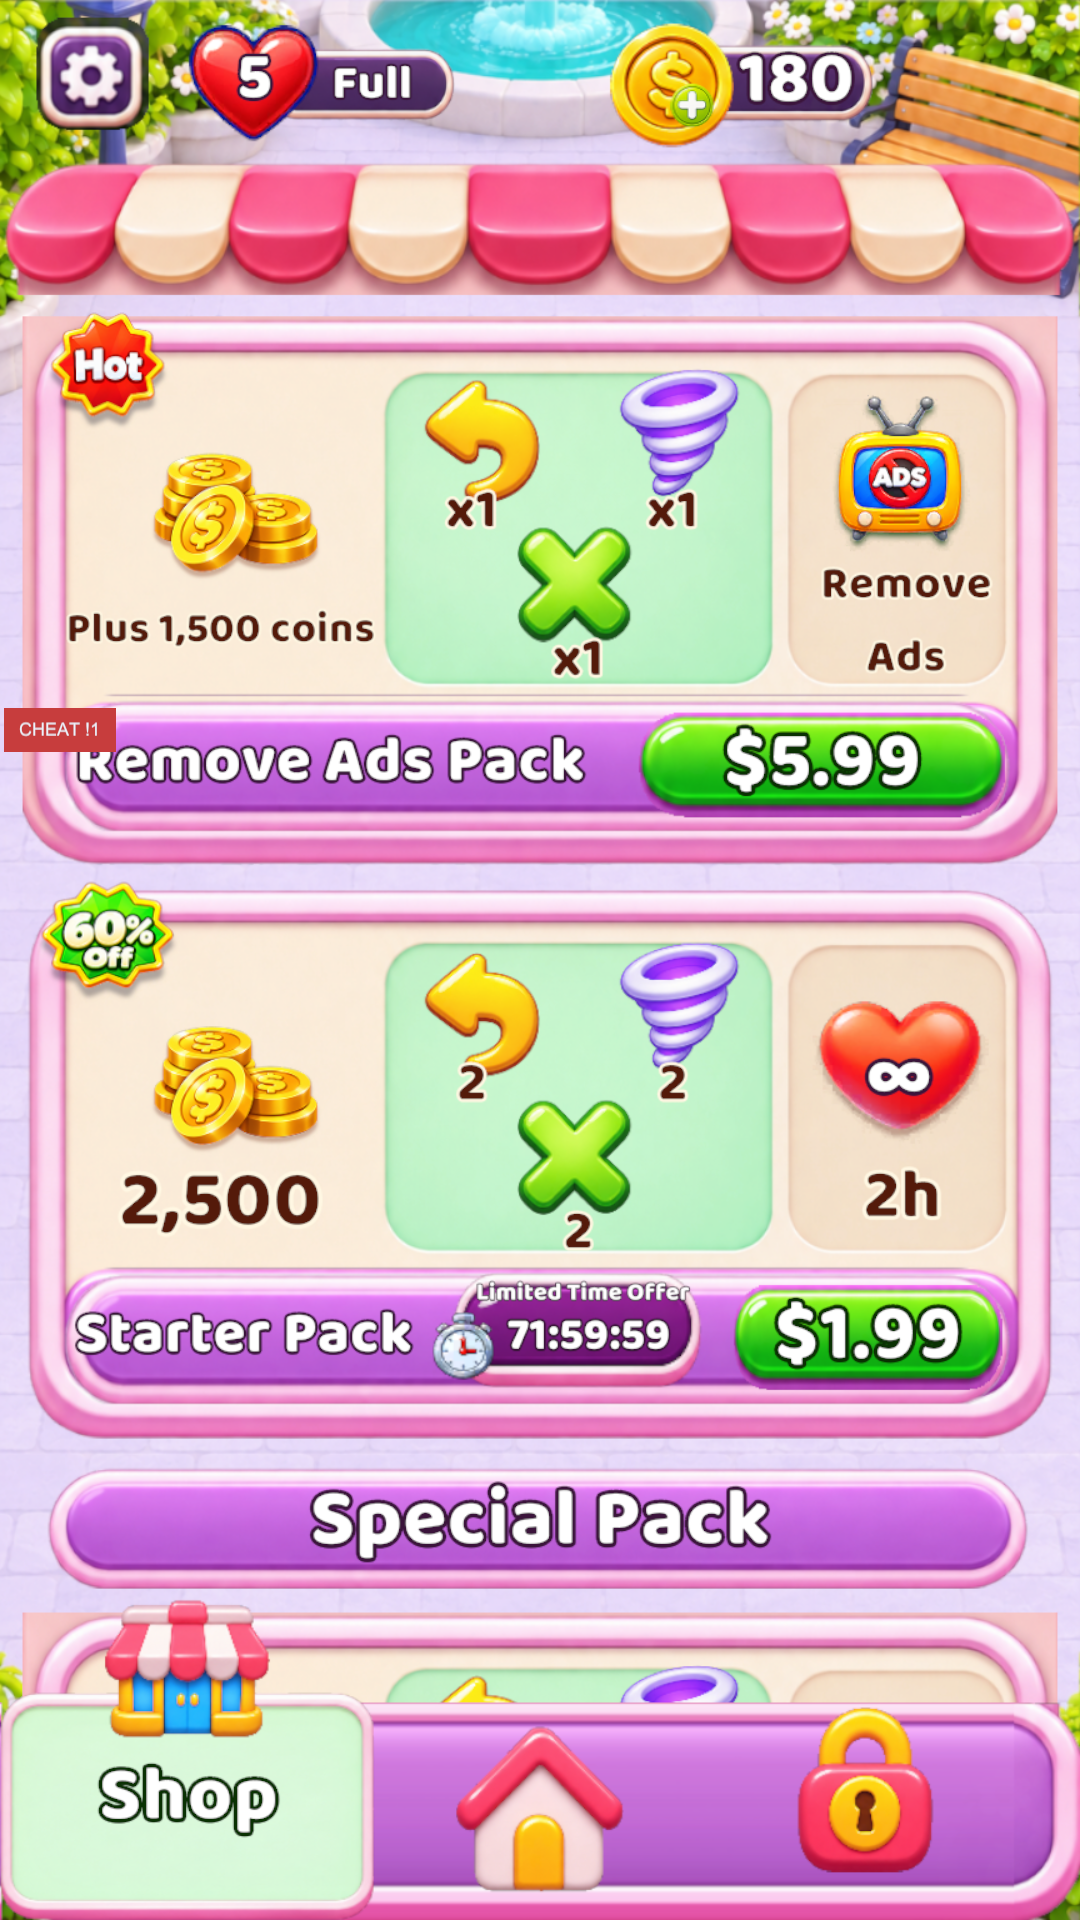 5
Full
180
Hot
x1
x1
ADS
x1
Plus 1,500 coins
Remove
Ads
CHEAT !1
Remove Ads Pack
$5.99
60%
Off
2
2
∞
2,500
2
2h
Limited Time Offer
Starter Pack
71:59:59
$1.99
Special Pack
Shop